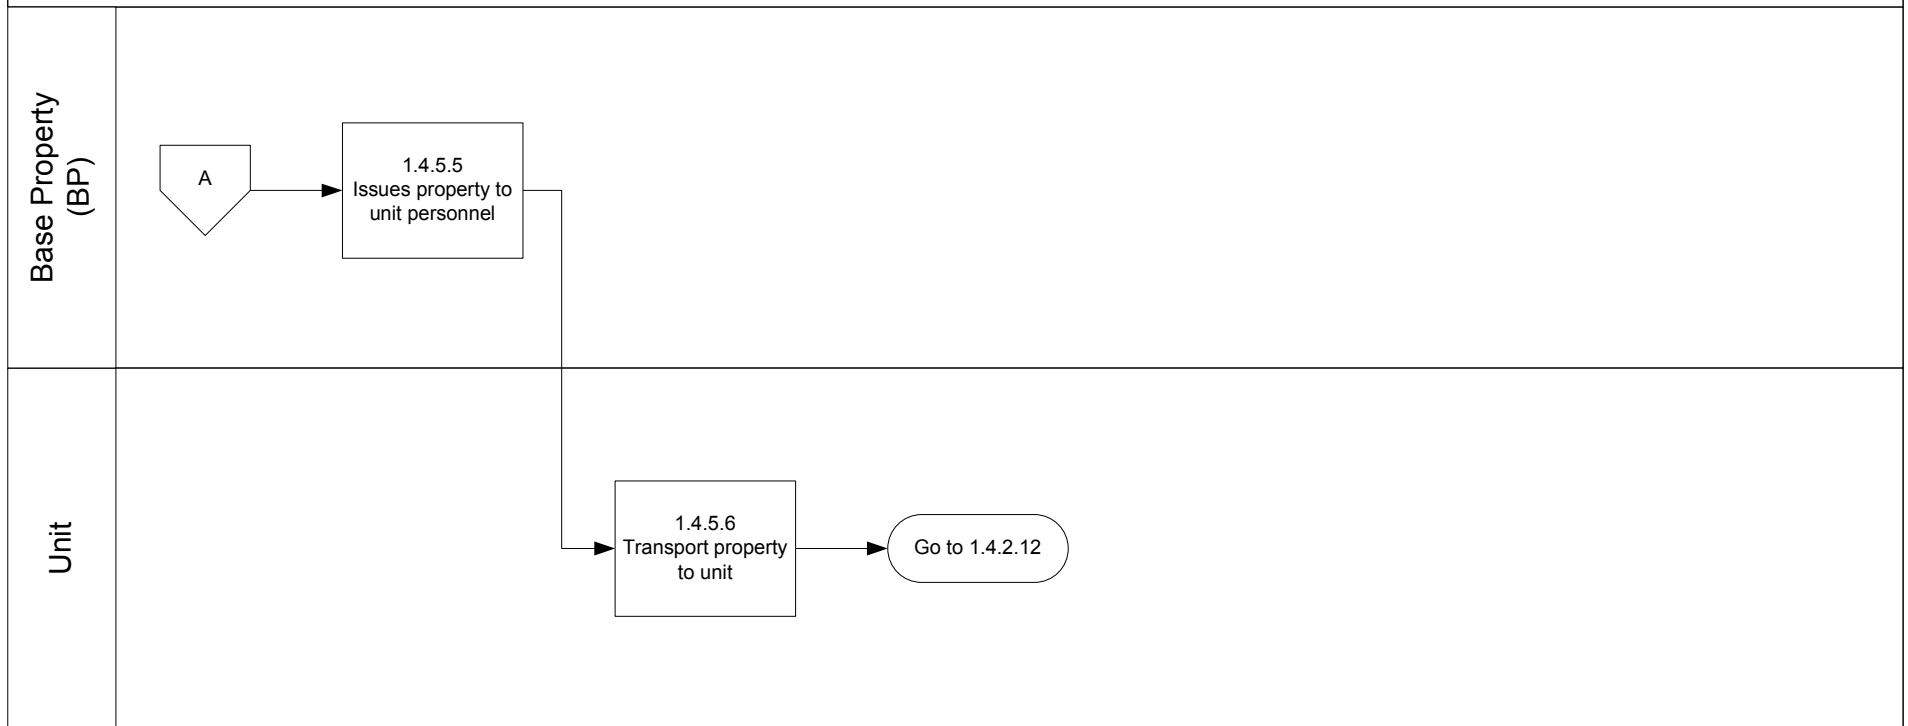 Base Property
(BP)
A
1.4.5.5
Issues property to
unit personnel
Unit
1.4.5.6
Transport property
to unit
Go to 1.4.2.12